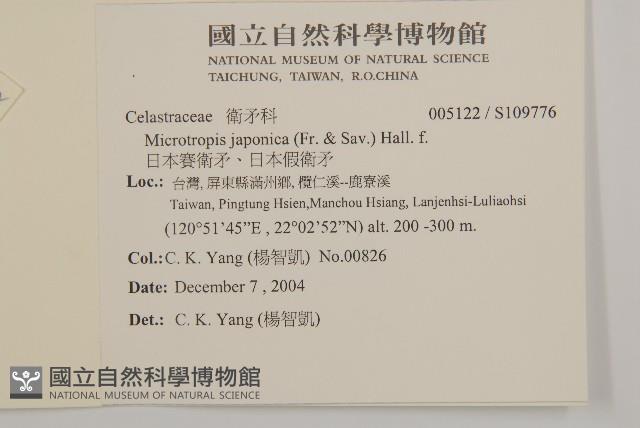 國立自然科學博物館
NATIONAL MUSEUM OF NATURAL SCIENCE
TAICHUNG, TAIWAN, R.O.CHINA
Celastraceae 衛矛科 005122 / S109776
Microtropis japonica (Fr. & Sav.) Hall. f.
日本賽衛矛、日本假衛矛
Loc.: 台灣, 屏東縣滿州鄉, 欖仁溪--鹿寮溪
Taiwan, Pingtung Hsien,Manchou Hsiang, Lanjenhsi-Luliaohsi
(120°51’45”E , 22°02’52”N) alt. 200 -300 m.
Col.: C. K. Yang (楊智凱) No.00826
Date: December 7 , 2004
Det.: C. K. Yang (楊智凱)
國立自然科學博物館
NATIONAL MUSEUM OF NATURAL SCIENCE